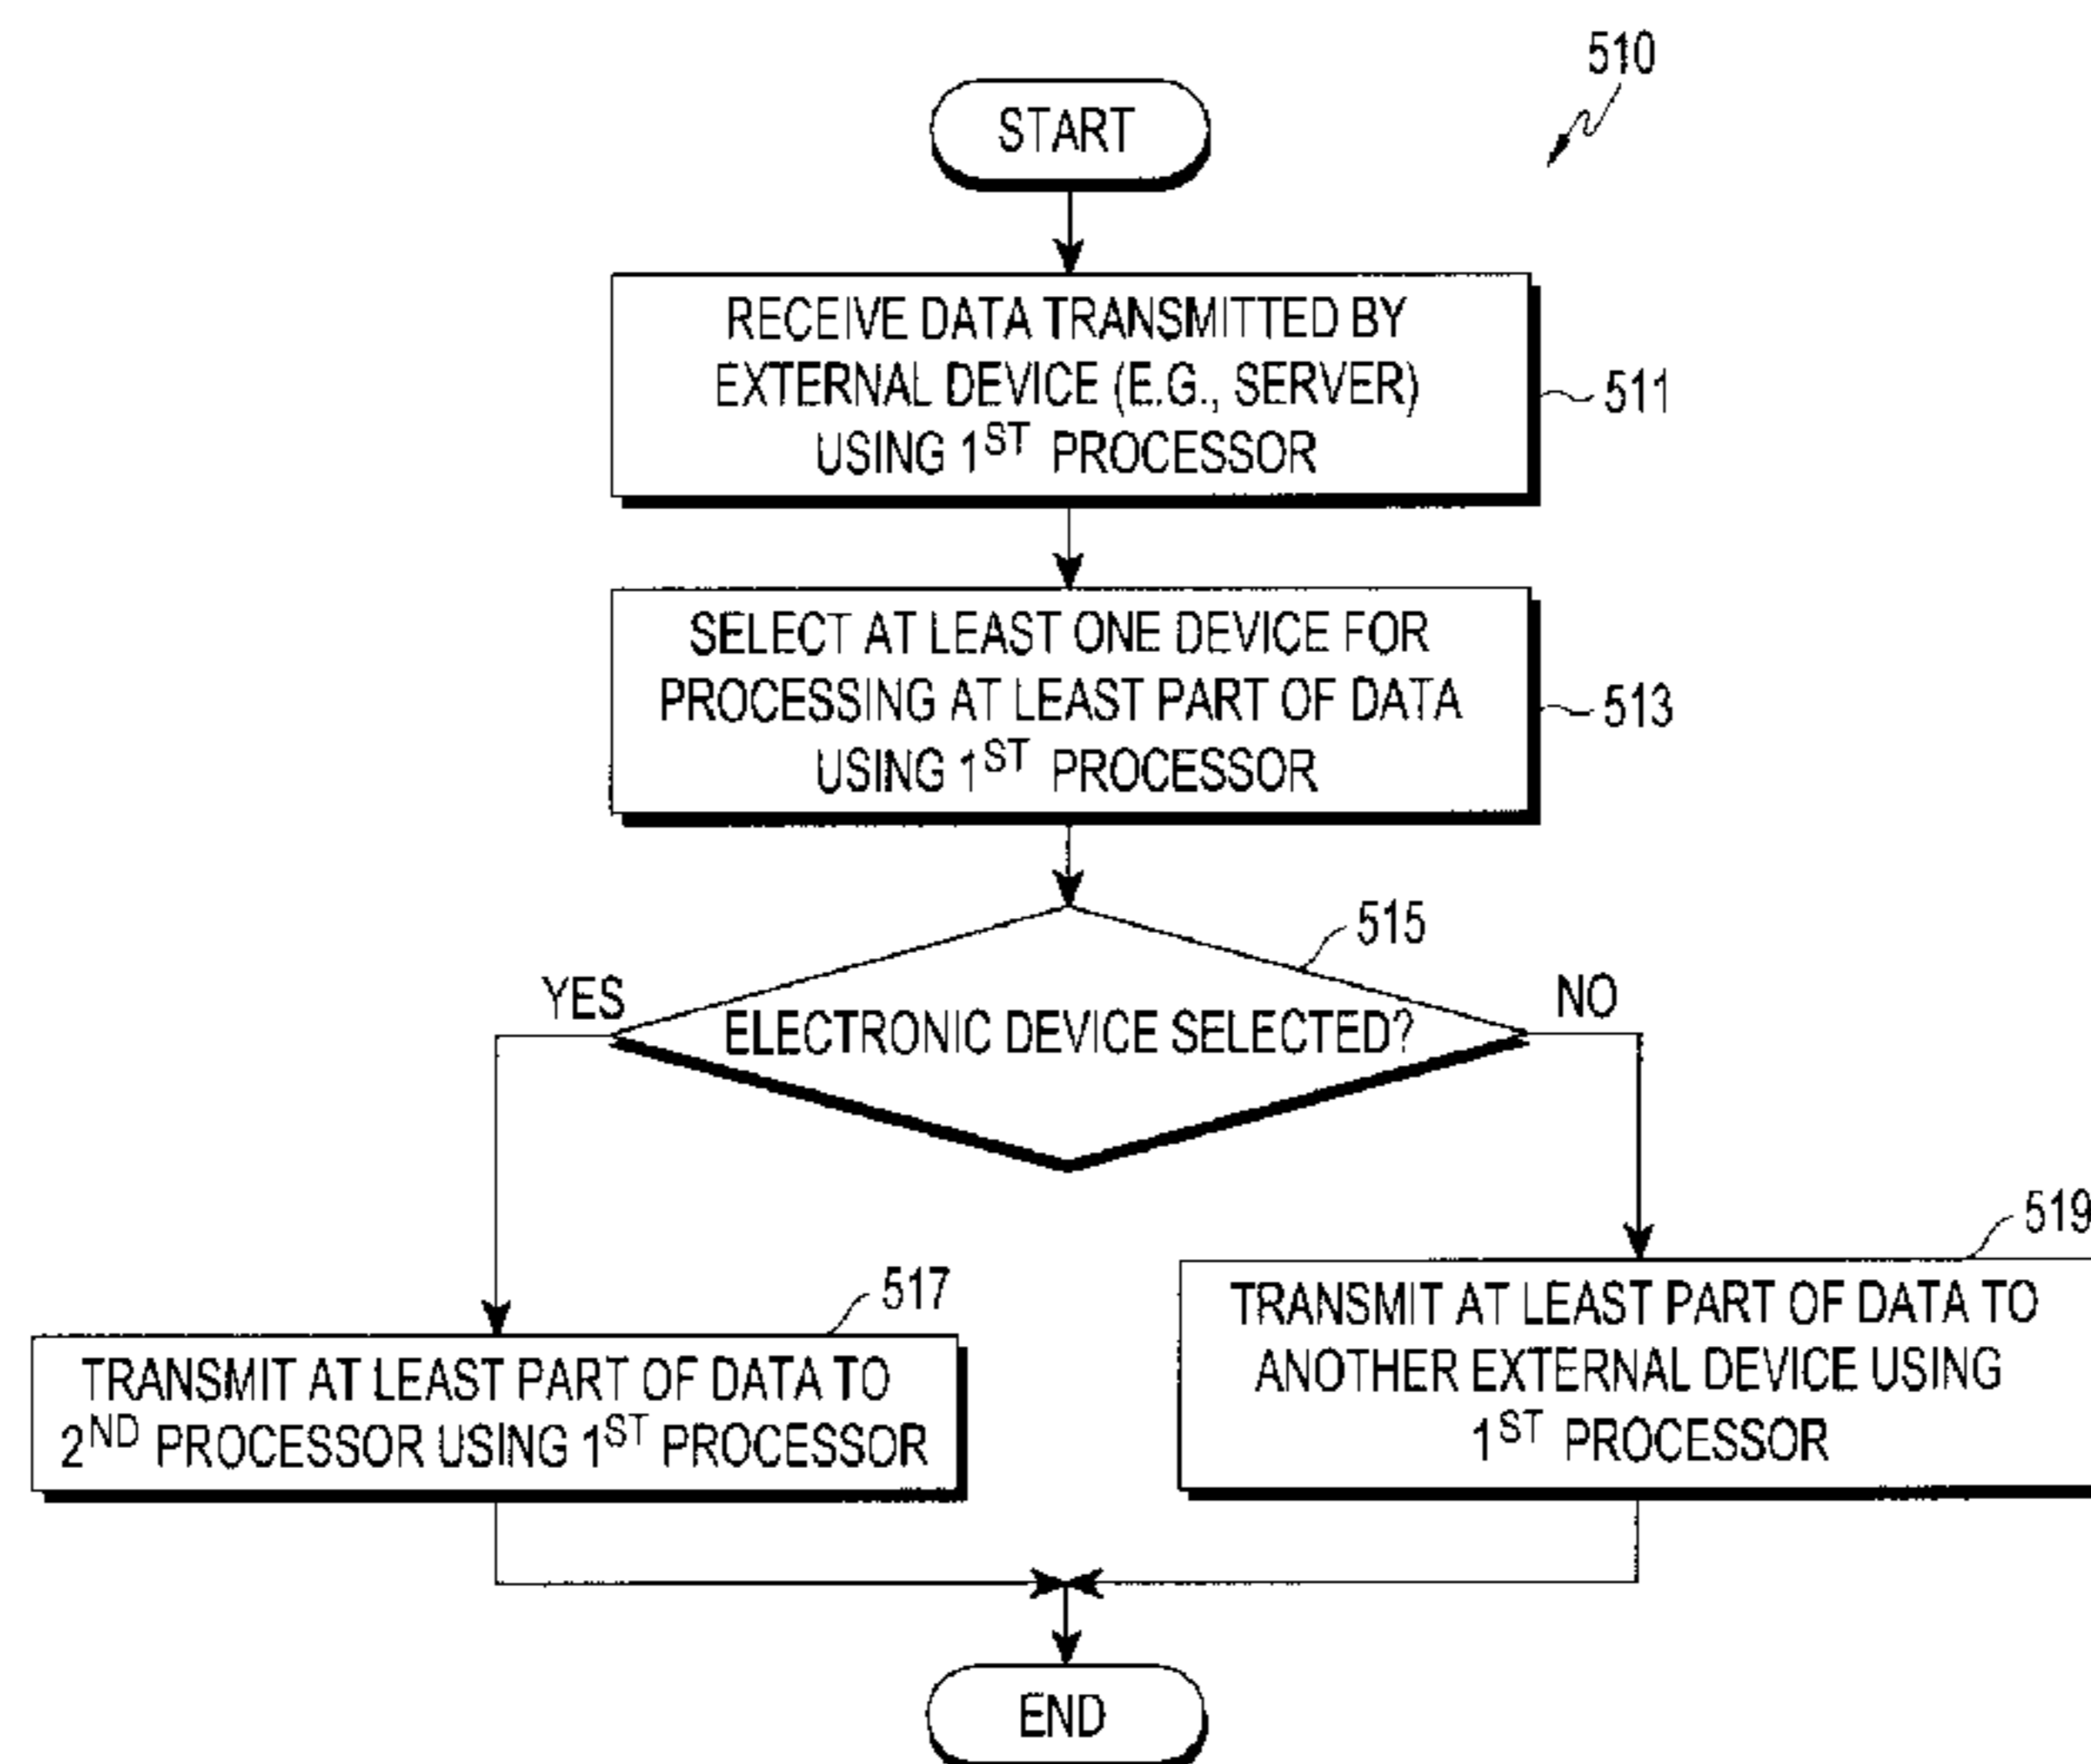 510
START
RECEIVE DATA TRANSMITTED BY
EXTERNAL DEVICE (E.G., SERVER)
USING 1ST PROCESSOR
511
SELECT AT LEAST ONE DEVICE FOR
PROCESSING AT LEAST PART OF DATA
USING 1ST PROCESSOR
513
515
YES
ELECTRONIC DEVICE SELECTED?
NO
517
TRANSMIT AT LEAST PART OF DATA TO
2ND PROCESSOR USING 1ST PROCESSOR
519
TRANSMIT AT LEAST PART OF DATA TO
ANOTHER EXTERNAL DEVICE USING
1ST PROCESSOR
END